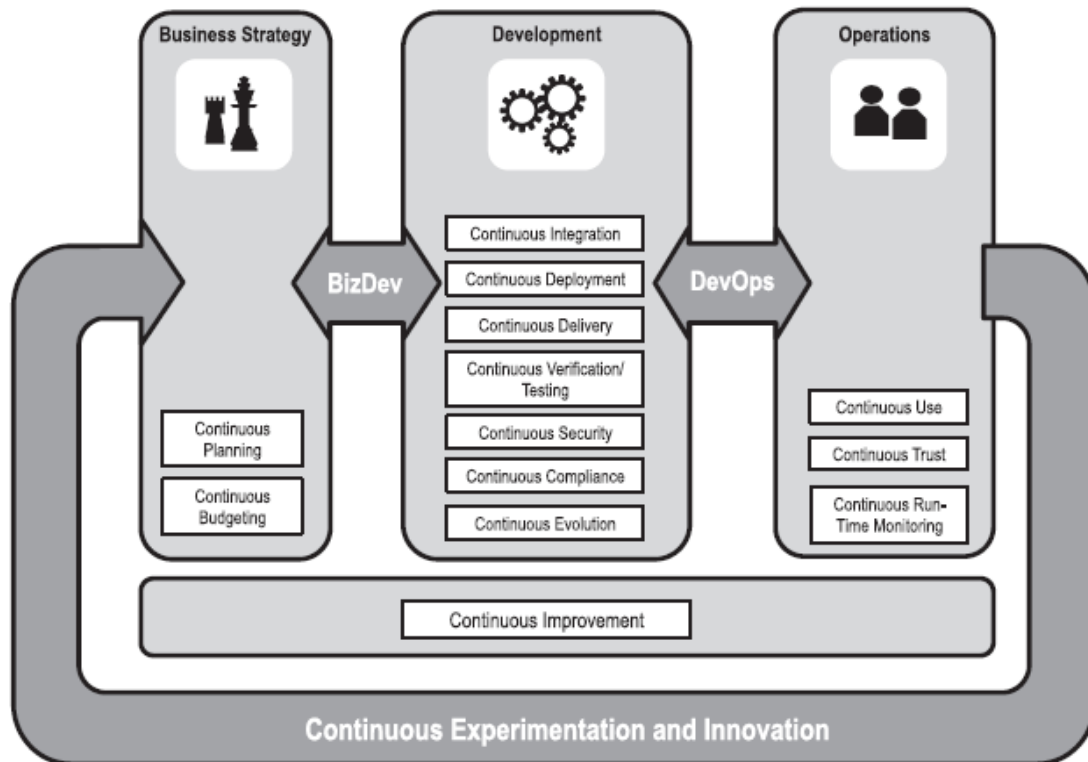 Business Strategy
Development
Operations
BizDev
DevOps
Continuous Planning
Continuous Budgeting
Continuous Integration
Continuous Deployment
Continuous Delivery
Continuous Verification/
Testing
Continuous Security
Continuous Compliance
Continuous Evolution
Continuous Use
Continuous Trust
Continuous Run-
Time Monitoring
Continuous Improvement
Continuous Experimentation and Innovation